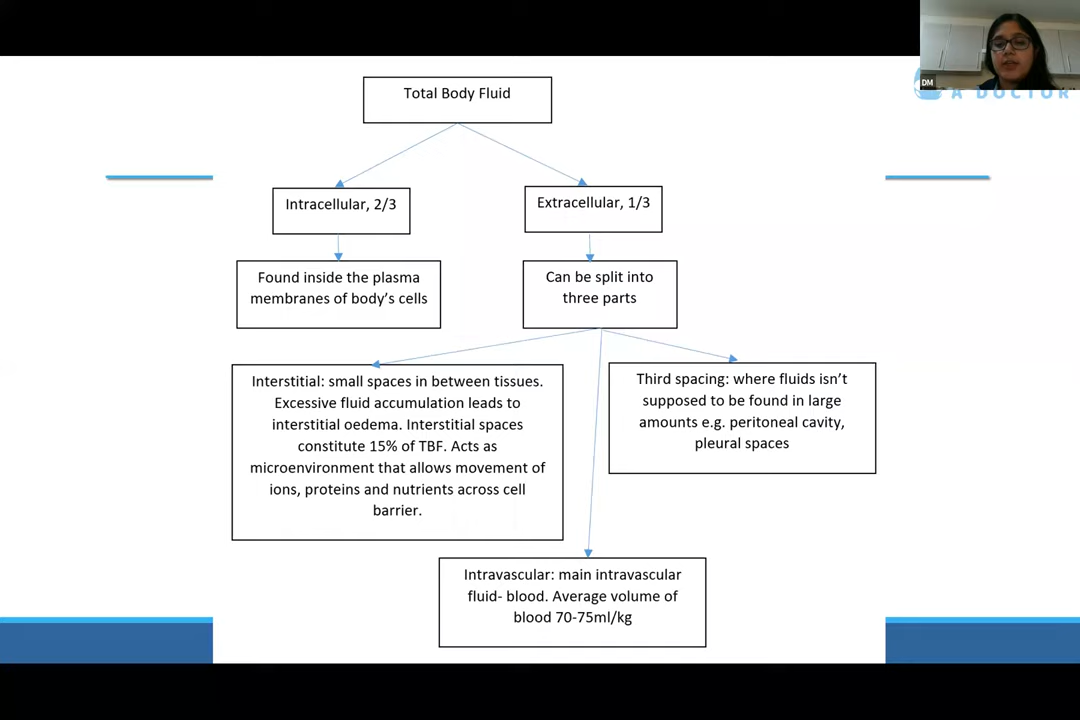 DM
A DOCTOR
Total Body Fluid
Intracellular, 2/3
Extracellular, 1/3
Found inside the plasma
membranes of body’s cells
Can be split into
three parts
Interstitial: small spaces in between tissues.
Excessive fluid accumulation leads to
interstitial oedema. Interstitial spaces
constitute 15% of TBF. Acts as
microenvironment that allows movement of
ions, proteins and nutrients across cell
barrier.
Third spacing: where fluids isn’t
supposed to be found in large
amounts e.g. peritoneal cavity,
pleural spaces
Intravascular: main intravascular
fluid- blood. Average volume of
blood 70-75ml/kg